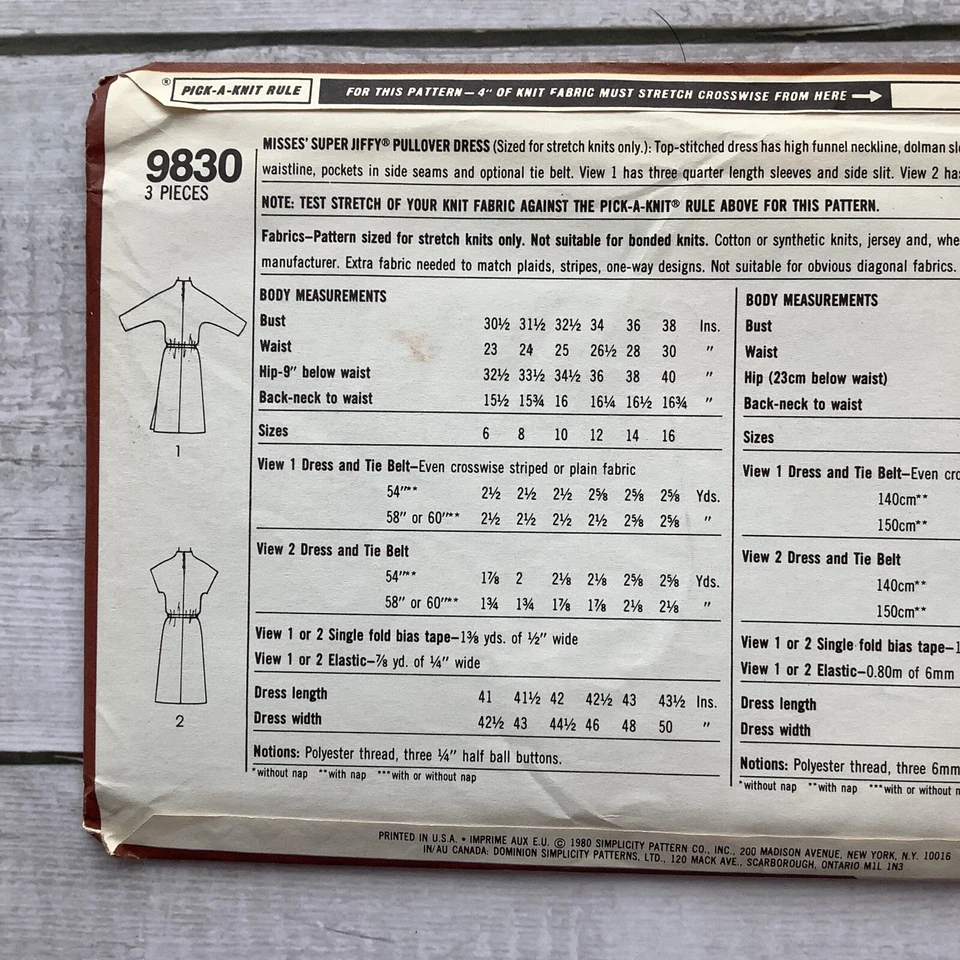 ® PICK-A-KNIT RULE FOR THIS PATTERN—4" OF KNIT FABRIC MUST STRETCH CROSSWISE FROM HERE
9830
3 PIECES
MISSES' SUPER JIFFY® PULLOVER DRESS (Sized for stretch knits only.): Top-stitched dress has high funnel neckline, dolman
waistline, pockets in side seams and optional tie belt. View 1 has three quarter length sleeves and side slit. View 2
NOTE: TEST STRETCH OF YOUR KNIT FABRIC AGAINST THE PICK-A-KNIT® RULE ABOVE FOR THIS PATTERN.
Fabrics—Pattern sized for stretch knits only. Not suitable for bonded knits. Cotton or synthetic knits, jersey and,
manufacturer. Extra fabric needed to match plaids, stripes, one-way designs. Not suitable for obvious diagonal fabrics.
BODY MEASUREMENTS
Bust 30½ 31½ 32½ 34 36 38 Ins.
Waist 23 24 25 26½ 28 30 "
Hip-9" below waist 32½ 33½ 34½ 36 38 40 "
Back-neck to waist 15½ 15¾ 16 16¼ 16½ 16¾ "
Sizes 6 8 10 12 14 16
View 1 Dress and Tie Belt—Even crosswise striped or plain fabric
54"** 2½ 2½ 2½ 2⅝ 2⅝ 2⅝ Yds.
58" or 60"** 2½ 2½ 2½ 2½ 2⅝ 2⅝ "
View 2 Dress and Tie Belt
54"** 1⅞ 2 2⅛ 2⅛ 2⅝ 2⅝ Yds.
58" or 60"** 1¾ 1¾ 1⅞ 1⅞ 2⅛ 2⅛ "
View 1 or 2 Single fold bias tape—1⅜ yds. of ½" wide
View 1 or 2 Elastic—⅞ yd. of ¼" wide
Dress length 41 41½ 42 42½ 43 43½ Ins.
Dress width 42½ 43 44½ 46 48 50 "
Notions: Polyester thread, three ¼" half ball buttons.
*without nap **with nap ***with or without nap
BODY MEASUREMENTS
Bust
Waist
Hip (23cm below waist)
Back-neck to waist
Sizes
View 1 Dress and Tie Belt—Even
140cm**
150cm**
View 2 Dress and Tie Belt
140cm**
150cm**
View 1 or 2 Single fold bias tape—1
View 1 or 2 Elastic—0.80m of 6mm
Dress length
Dress width
Notions: Polyester thread, three 6mm
*without nap **with nap ***with or without
1
2
PRINTED IN U.S.A. • IMPRIME AUX E.U. © 1980 SIMPLICITY PATTERN CO., INC., 200 MADISON AVENUE, NEW YORK, N.Y. 10016
IN/AU CANADA: DOMINION SIMPLICITY PATTERNS, LTD., 120 MACK AVE., SCARBOROUGH, ONTARIO M1L 1N3